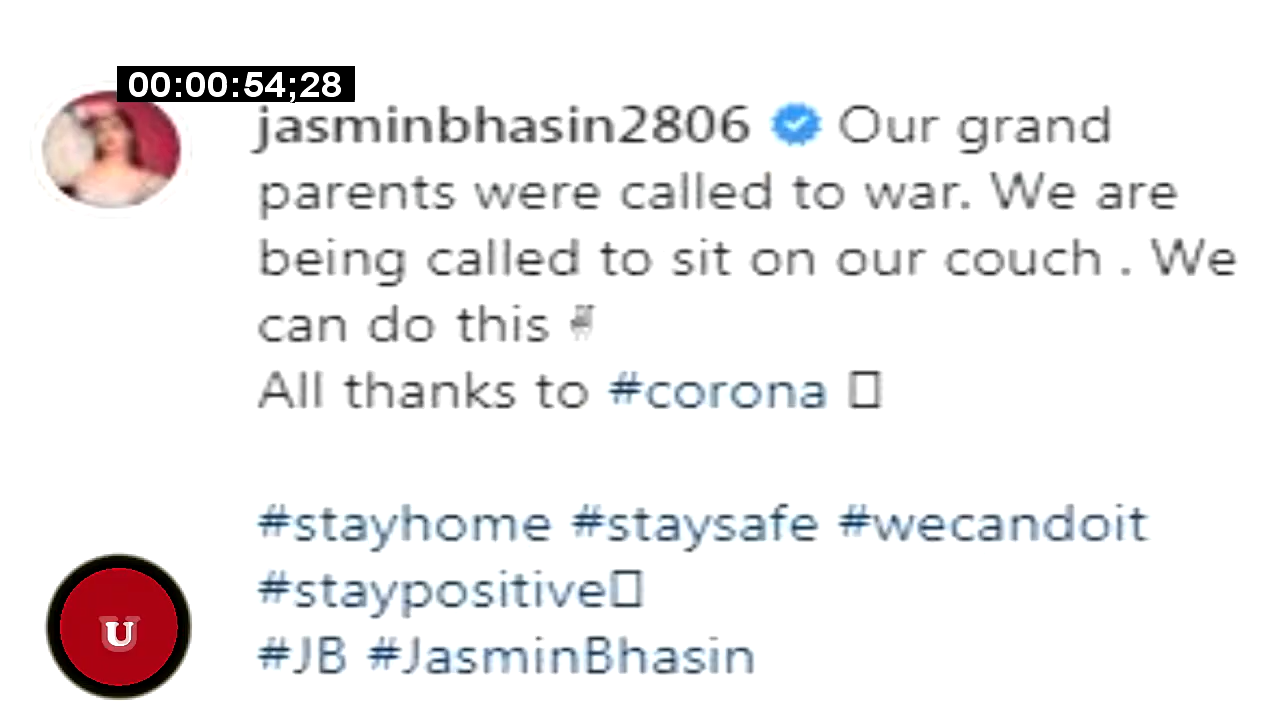 00:00:54;28
jasminbhasin2806 Our grand
parents were called to war. We are
being called to sit on our couch . We
can do this ✌
All thanks to #corona
#stayhome #staysafe #wecandoit
#staypositive
#JB #JasminBhasin
U